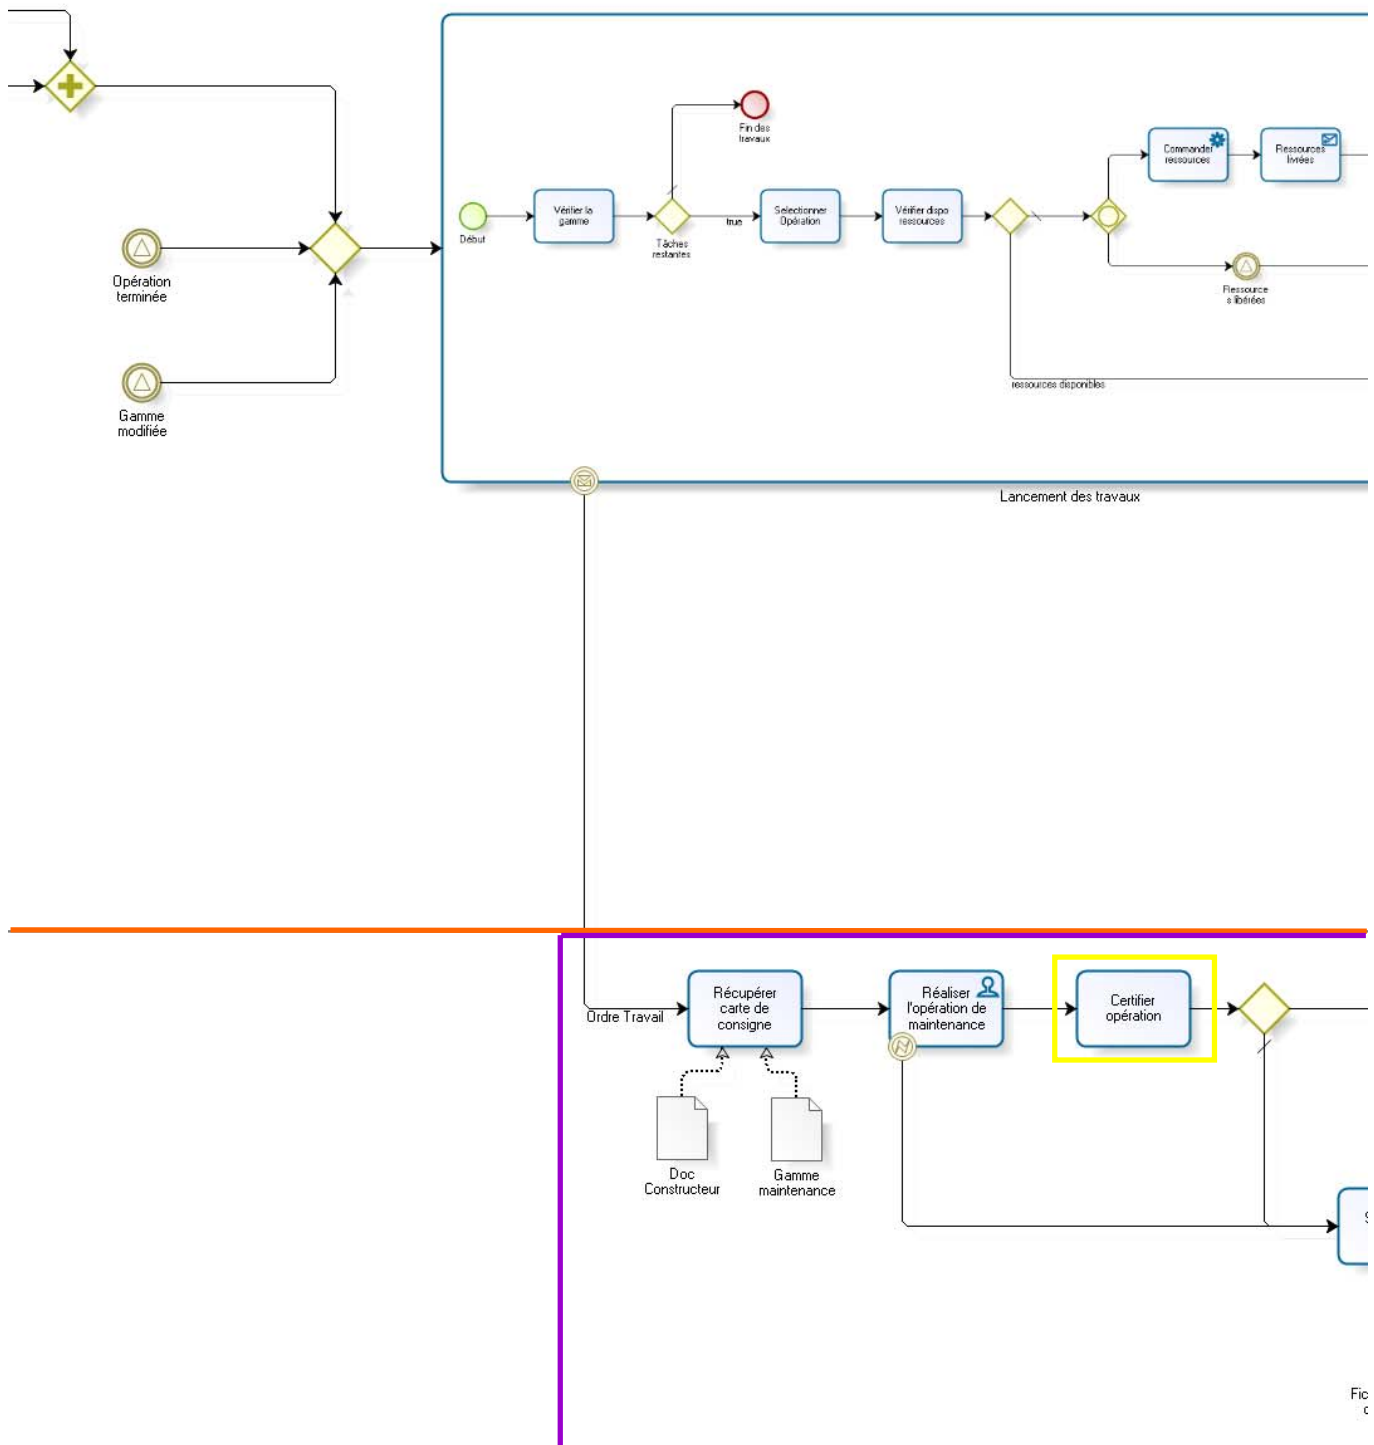 Fin des
travaux
Commander
ressources
Ressources
livrées
Début
Vérifier la
gamme
Tâches
restantes
true
Selectionner
Opération
Vérifier dispo
ressources
Ressource
s libérées
ressources disponibles
Opération
terminée
Gamme
modifiée
Lancement des travaux
Ordre Travail
Récupérer
carte de
consigne
Réaliser
l'opération de
maintenance
Certifier
opération
Doc
Constructeur
Gamme
maintenance
Fic